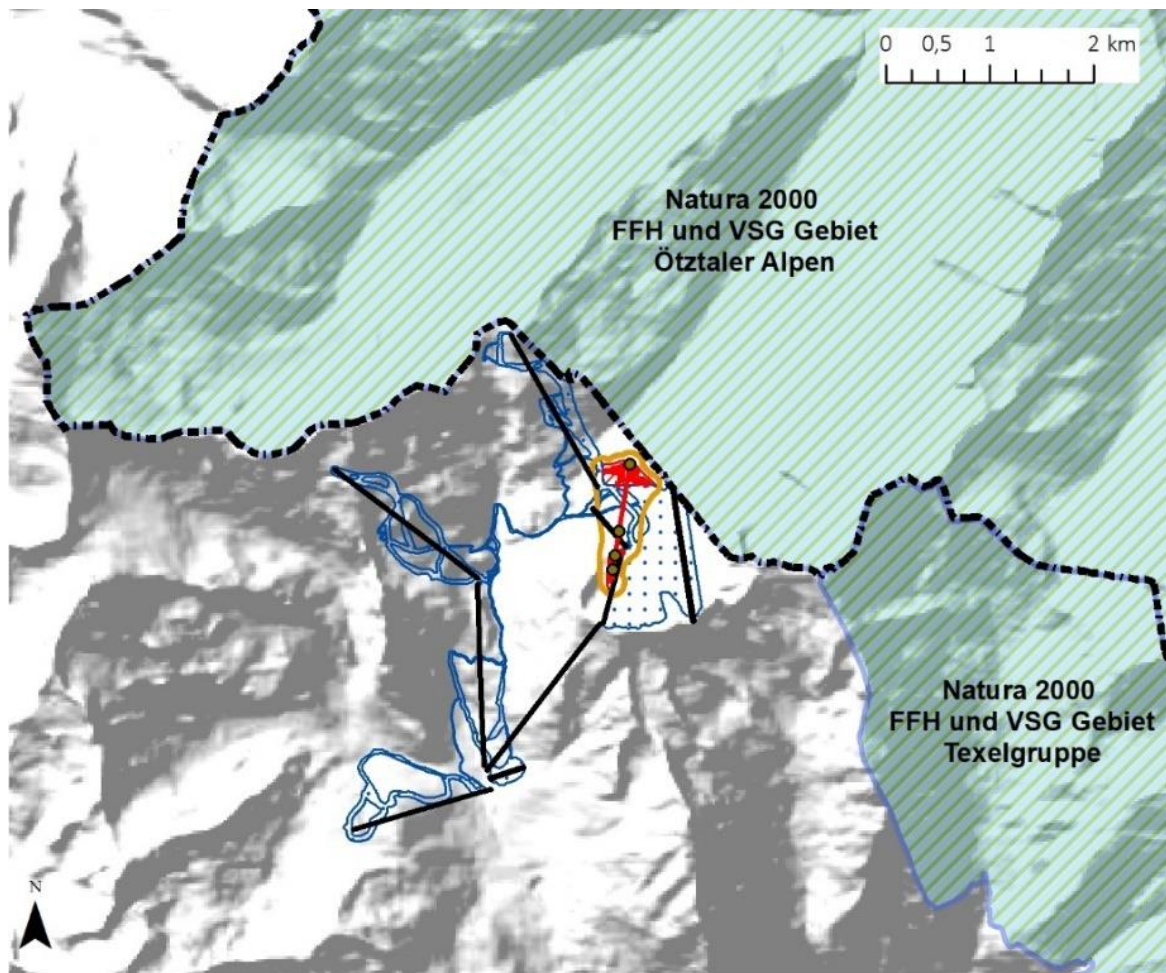 0 0,5 1 2 km
Natura 2000
FFH und VSG Gebiet
Ötztaler Alpen
Natura 2000
FFH und VSG Gebiet
Texelgruppe
N